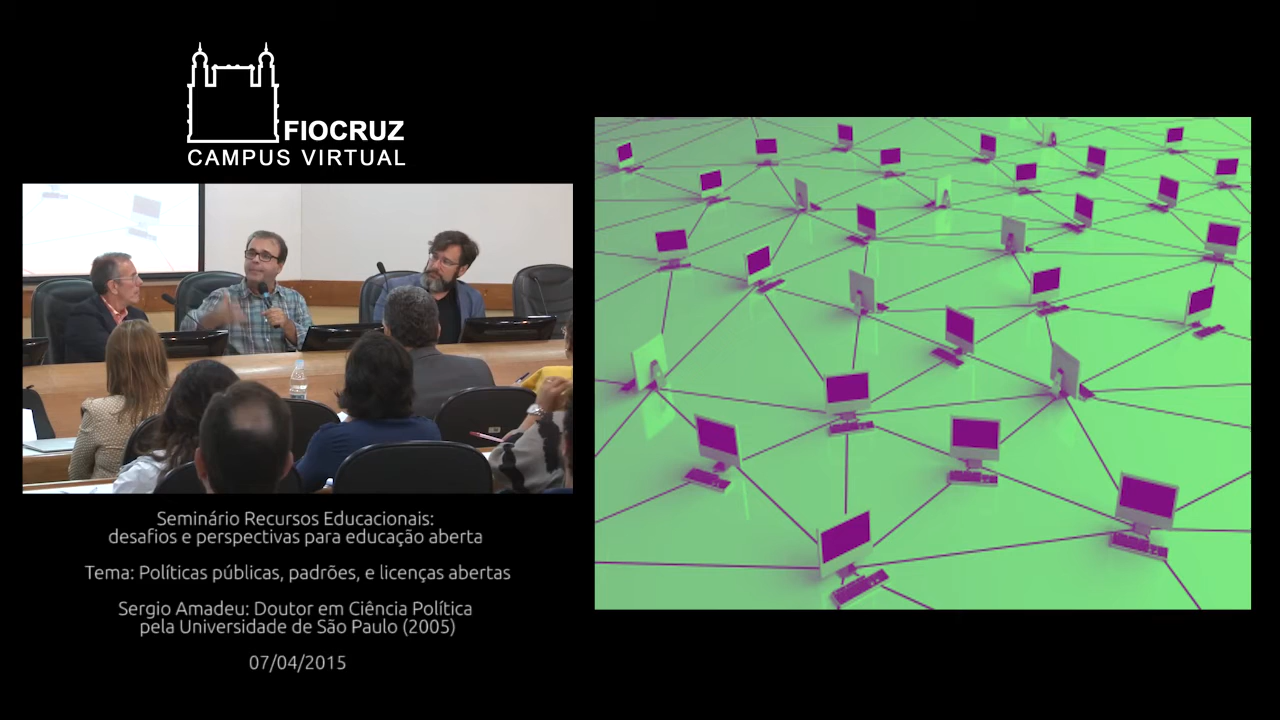 FIOCRUZ
CAMPUS VIRTUAL
Seminário Recursos Educacionais:
desafios e perspectivas para educação aberta
Tema: Políticas públicas, padrões, e licenças abertas
Sergio Amadeu: Doutor em Ciência Política
pela Universidade de São Paulo (2005)
07/04/2015